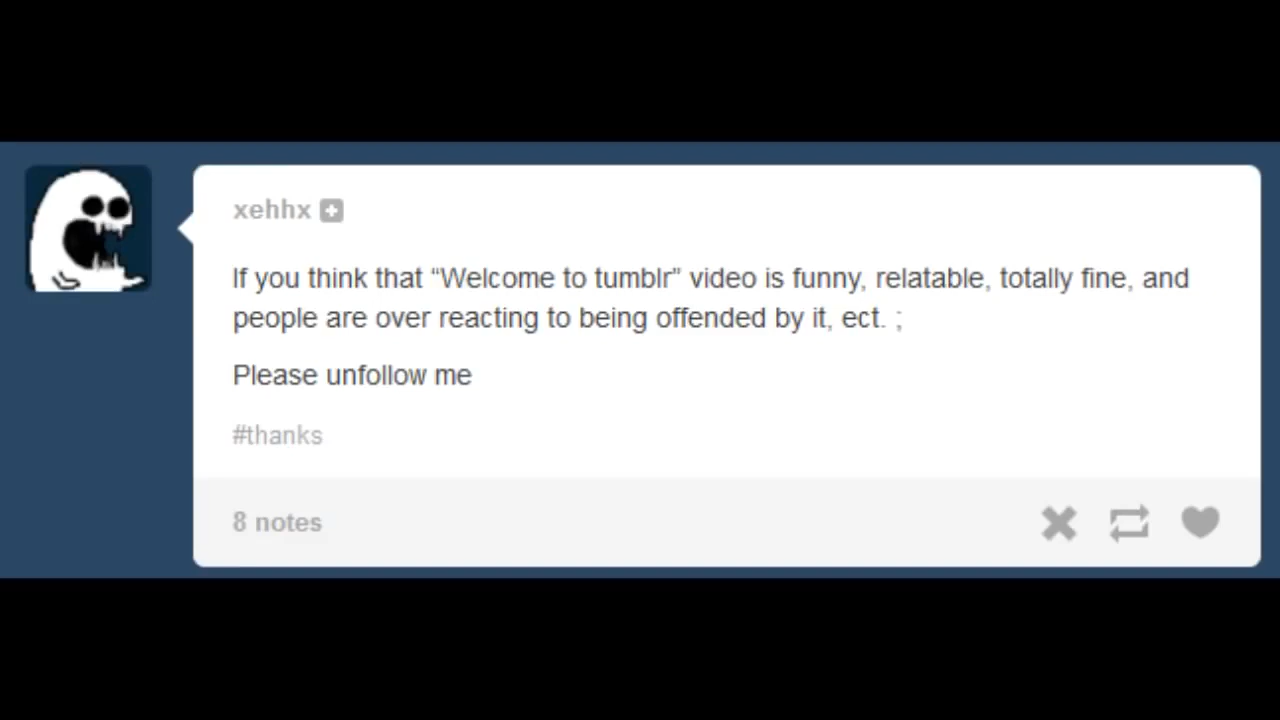 xehhx
If you think that “Welcome to tumblr" video is funny, relatable, totally fine, and
people are over reacting to being offended by it, ect. ;
Please unfollow me
#thanks
8 notes